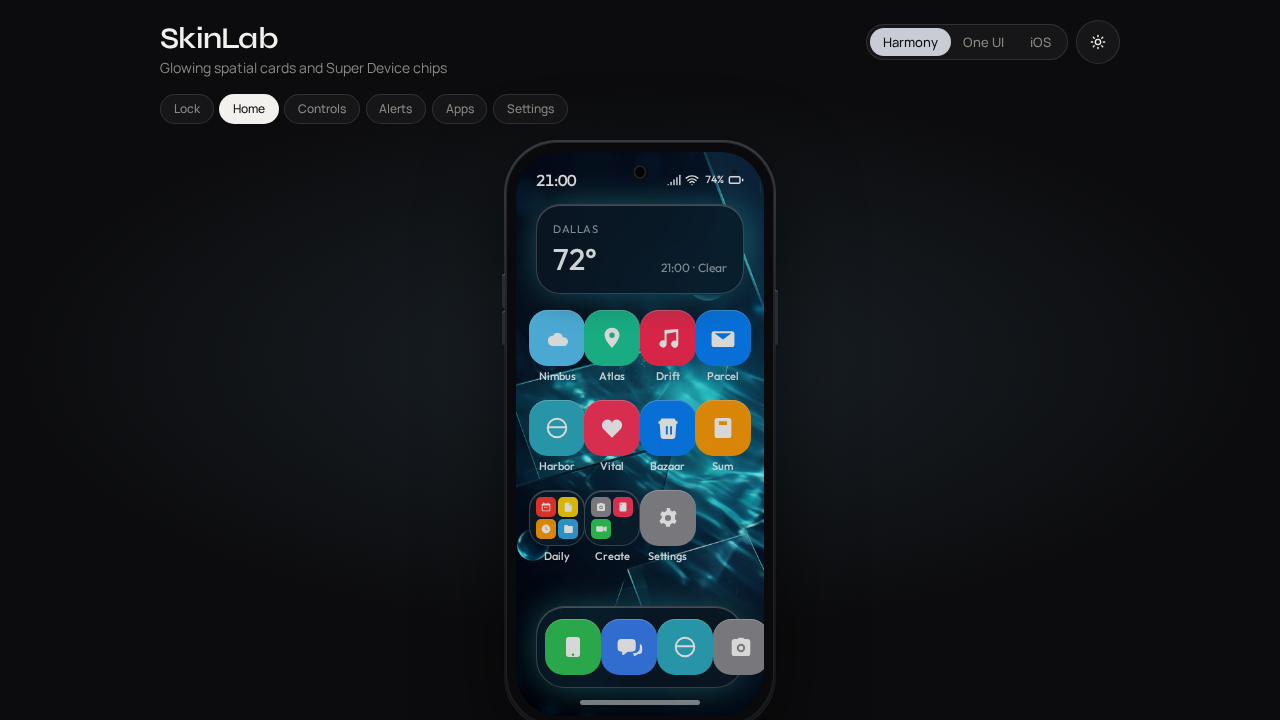 SkinLab
Glowing spatial cards and Super Device chips
Harmony One UI iOS
Lock Home Controls Alerts Apps Settings
21:00 74%
DALLAS
72° 21:00 · Clear
Nimbus Atlas Drift Parcel
Harbor Vital Bazaar Sum
Daily Create Settings